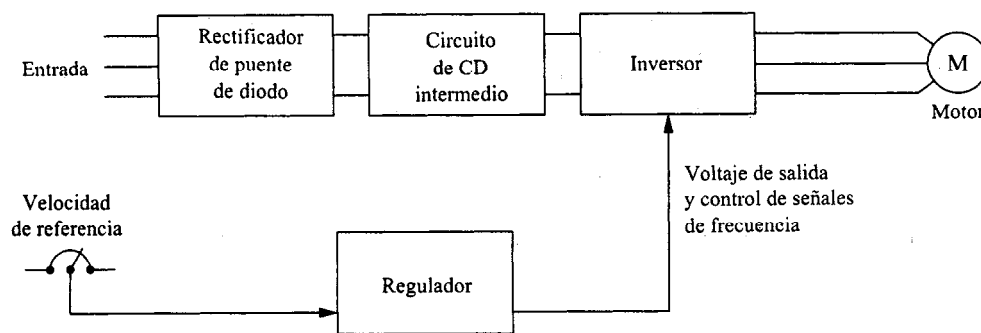 Entrada
Rectificador
de puente
de diodo
Circuito
de CD
intermedio
Inversor
M
Motor
Voltaje de salida
y control de señales
de frecuencia
Velocidad
de referencia
Regulador